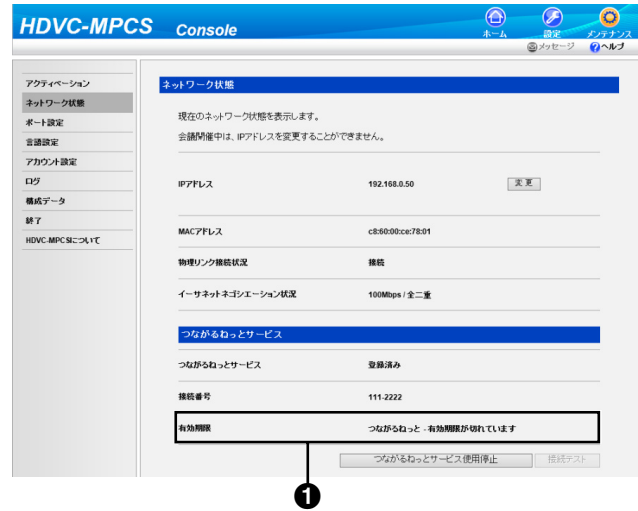 HDVC-MPCS Console
ホーム
設定
メンテナンス
メッセージ
?ヘルプ
アクティベーション
ネットワーク状態
ポート設定
言語設定
アカウント設定
ログ
構成データ
終了
HDVC-MPCSについて
ネットワーク状態
現在のネットワーク状態を表示します。
会議開催中は、IPアドレスを変更することができません。
IPアドレス 192.168.0.50 変更
MACアドレス c8:60:00:ce:78:01
物理リンク接続状況 接続
イーサネットネゴシエーション状況 100Mbps / 全二重
つながるねっとサービス
つながるねっとサービス 登録済み
接続番号 111-2222
有効期限 つながるねっと - 有効期限が切れています
つながるねっとサービス使用停止 接続テスト
1